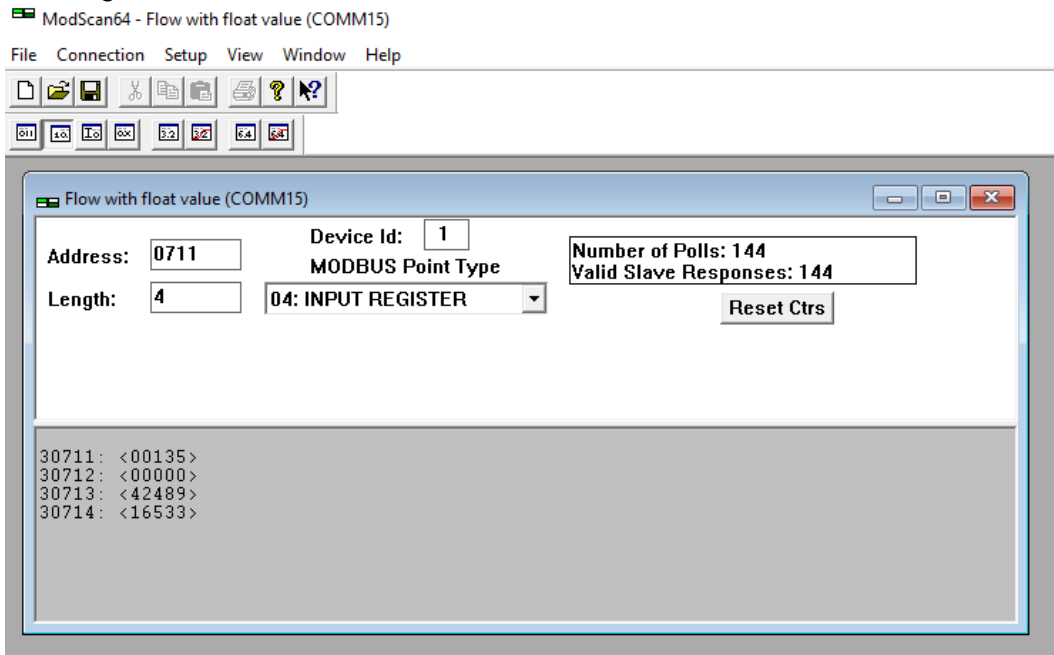 ModScan64 - Flow with float value (COMM15)
File Connection Setup View Window Help
Flow with float value (COMM15)
Address: 0711
Device Id: 1
MODBUS Point Type
Length: 4
04: INPUT REGISTER
Number of Polls: 144
Valid Slave Responses: 144
Reset Ctrs
30711: <00135>
30712: <00000>
30713: <42489>
30714: <16533>